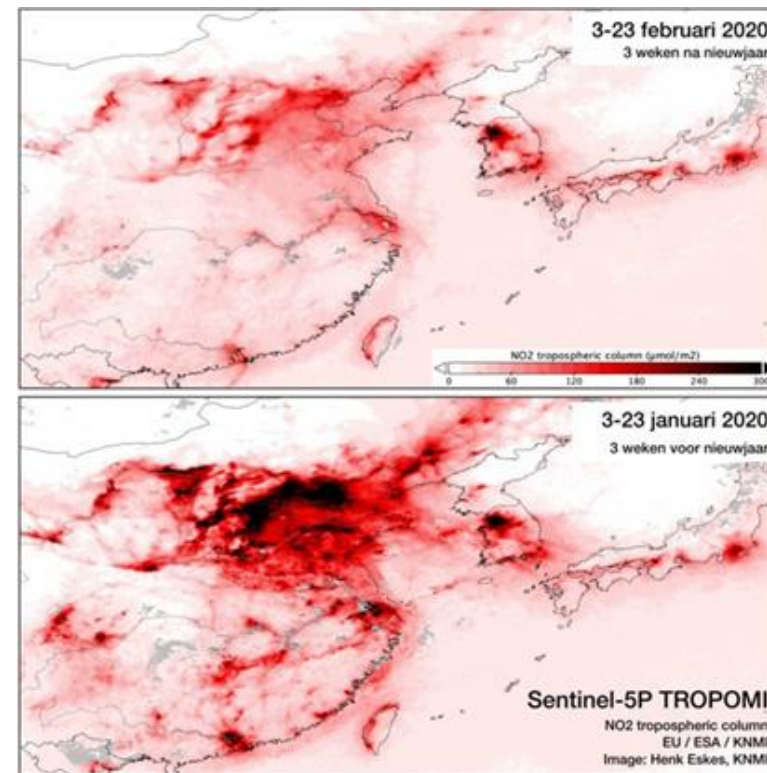 3-23 februari 2020
3 weken na nieuwjaar
NO2 tropospheric column (μmol/m2)
0 60 120 180 240 300
3-23 januari 2020
3 weken voor nieuwjaar
Sentinel-5P TROPOMI
NO2 tropospheric column
EU / ESA / KNMI
Image: Henk Eskes, KNMI